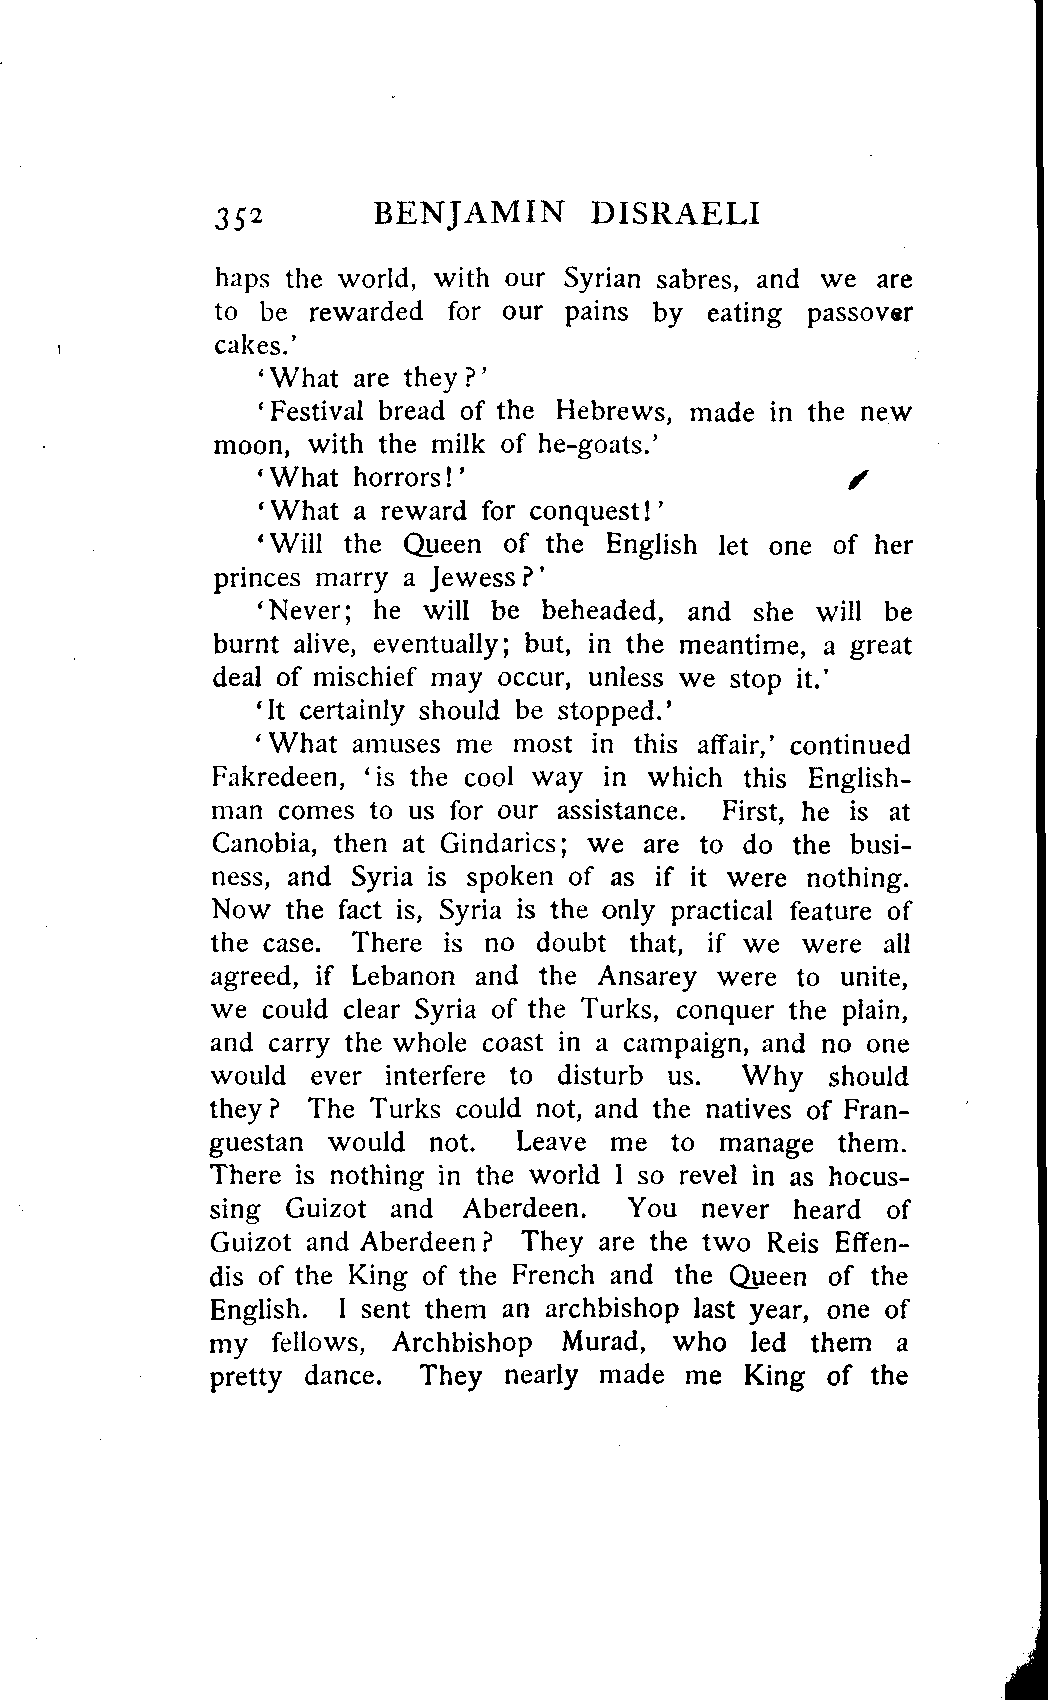 352 BENJAMIN DISRAELI
haps the world, with our Syrian sabres, and we are
to be rewarded for our pains by eating passover
cakes.’
‘What are they?’
‘Festival bread of the Hebrews, made in the new
moon, with the milk of he-goats.’
‘What horrors!’
‘What a reward for conquest!’
‘Will the Queen of the English let one of her
princes marry a Jewess?’
‘Never; he will be beheaded, and she will be
burnt alive, eventually; but, in the meantime, a great
deal of mischief may occur, unless we stop it.’
‘It certainly should be stopped.’
‘What amuses me most in this affair,’ continued
Fakredeen, ‘is the cool way in which this English-
man comes to us for our assistance. First, he is at
Canobia, then at Gindarics; we are to do the busi-
ness, and Syria is spoken of as if it were nothing.
Now the fact is, Syria is the only practical feature of
the case. There is no doubt that, if we were all
agreed, if Lebanon and the Ansarey were to unite,
we could clear Syria of the Turks, conquer the plain,
and carry the whole coast in a campaign, and no one
would ever interfere to disturb us. Why should
they? The Turks could not, and the natives of Fran-
guestan would not. Leave me to manage them.
There is nothing in the world I so revel in as hocus-
sing Guizot and Aberdeen. You never heard of
Guizot and Aberdeen? They are the two Reis Effen-
dis of the King of the French and the Queen of the
English. I sent them an archbishop last year, one of
my fellows, Archbishop Murad, who led them a
pretty dance. They nearly made me King of the